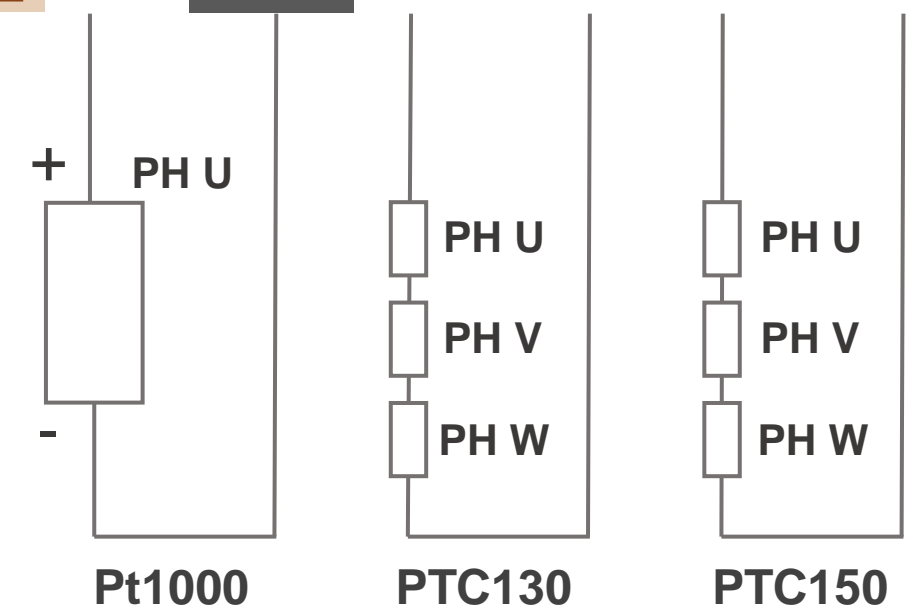 +
PH U
-
Pt1000
PH U
PH V
PH W
PTC130
PH U
PH V
PH W
PTC150